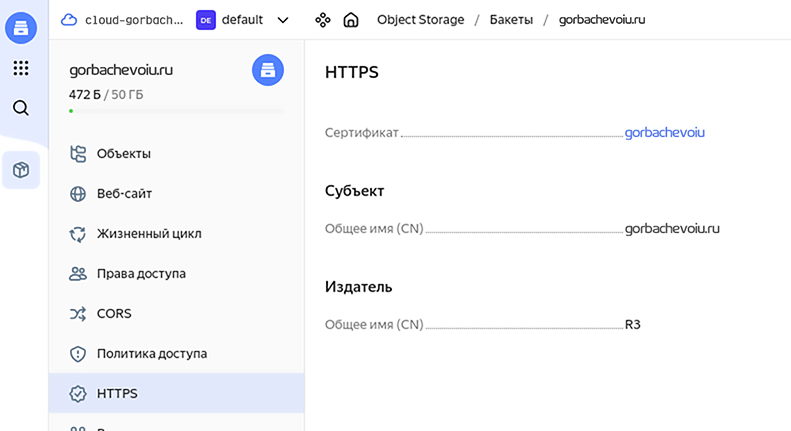 cloud-gorbach... DE default Object Storage / Бакеты / gorbachevoiu.ru
gorbachevoiu.ru
472 Б / 50 ГБ
Объекты
Веб-сайт
Жизненный цикл
Права доступа
CORS
Политика доступа
HTTPS
HTTPS
Сертификат gorbachevoiu
Субъект
Общее имя (CN) gorbachevoiu.ru
Издатель
Общее имя (CN) R3